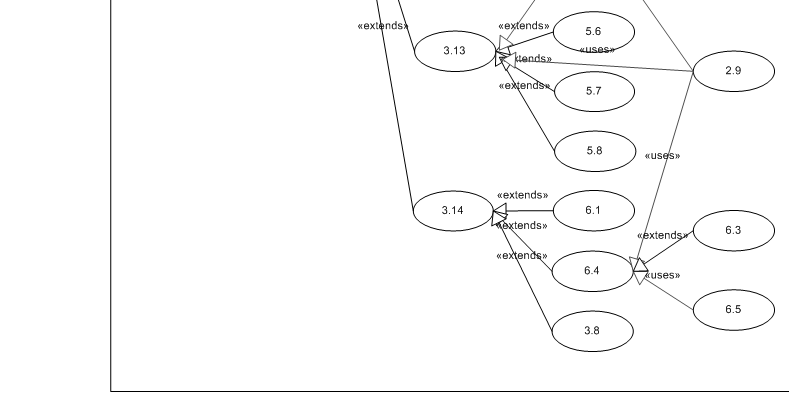 «extends»
«extends»
5.6
3.13
«uses»
«extends»
2.9
«extends»
5.7
5.8
«uses»
«extends»
3.14
6.1
«extends»
6.3
«extends»
«extends»
6.4
«uses»
6.5
3.8